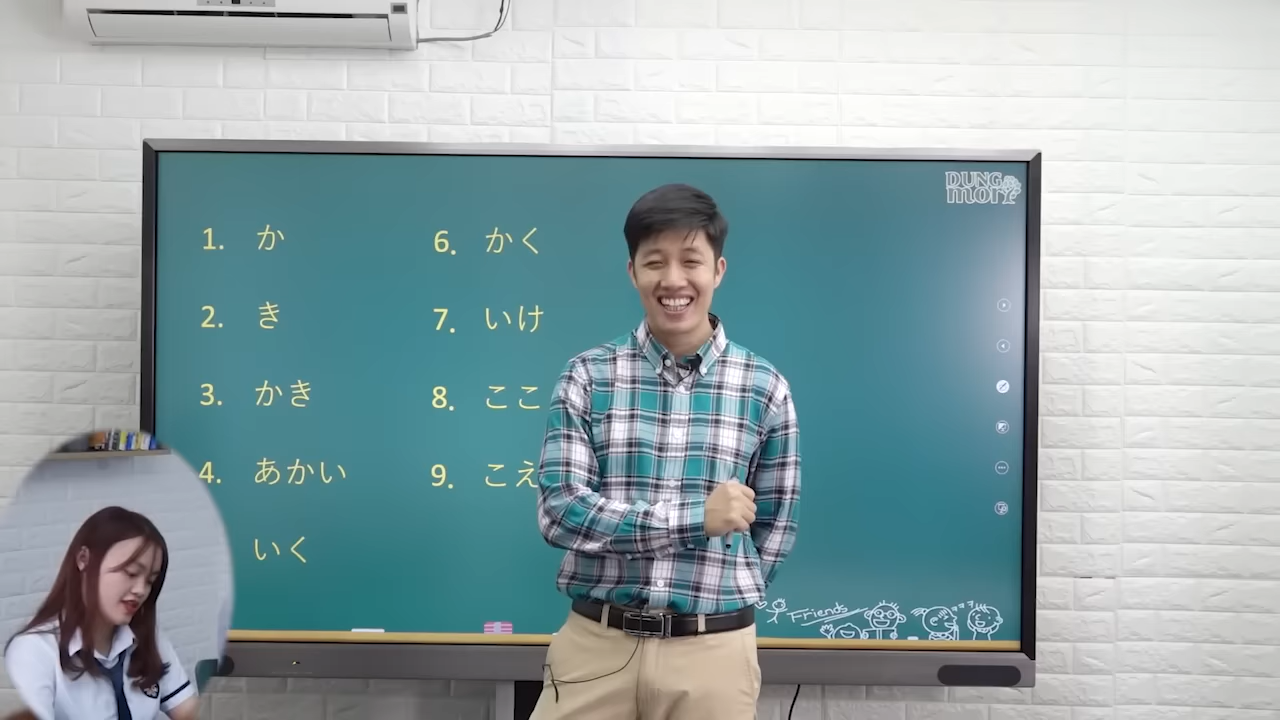 DUNG
mori
1. か
2. き
3. かき
4. あかい
いく
6. かく
7. いけ
8. ここ
9. こえ
Friends